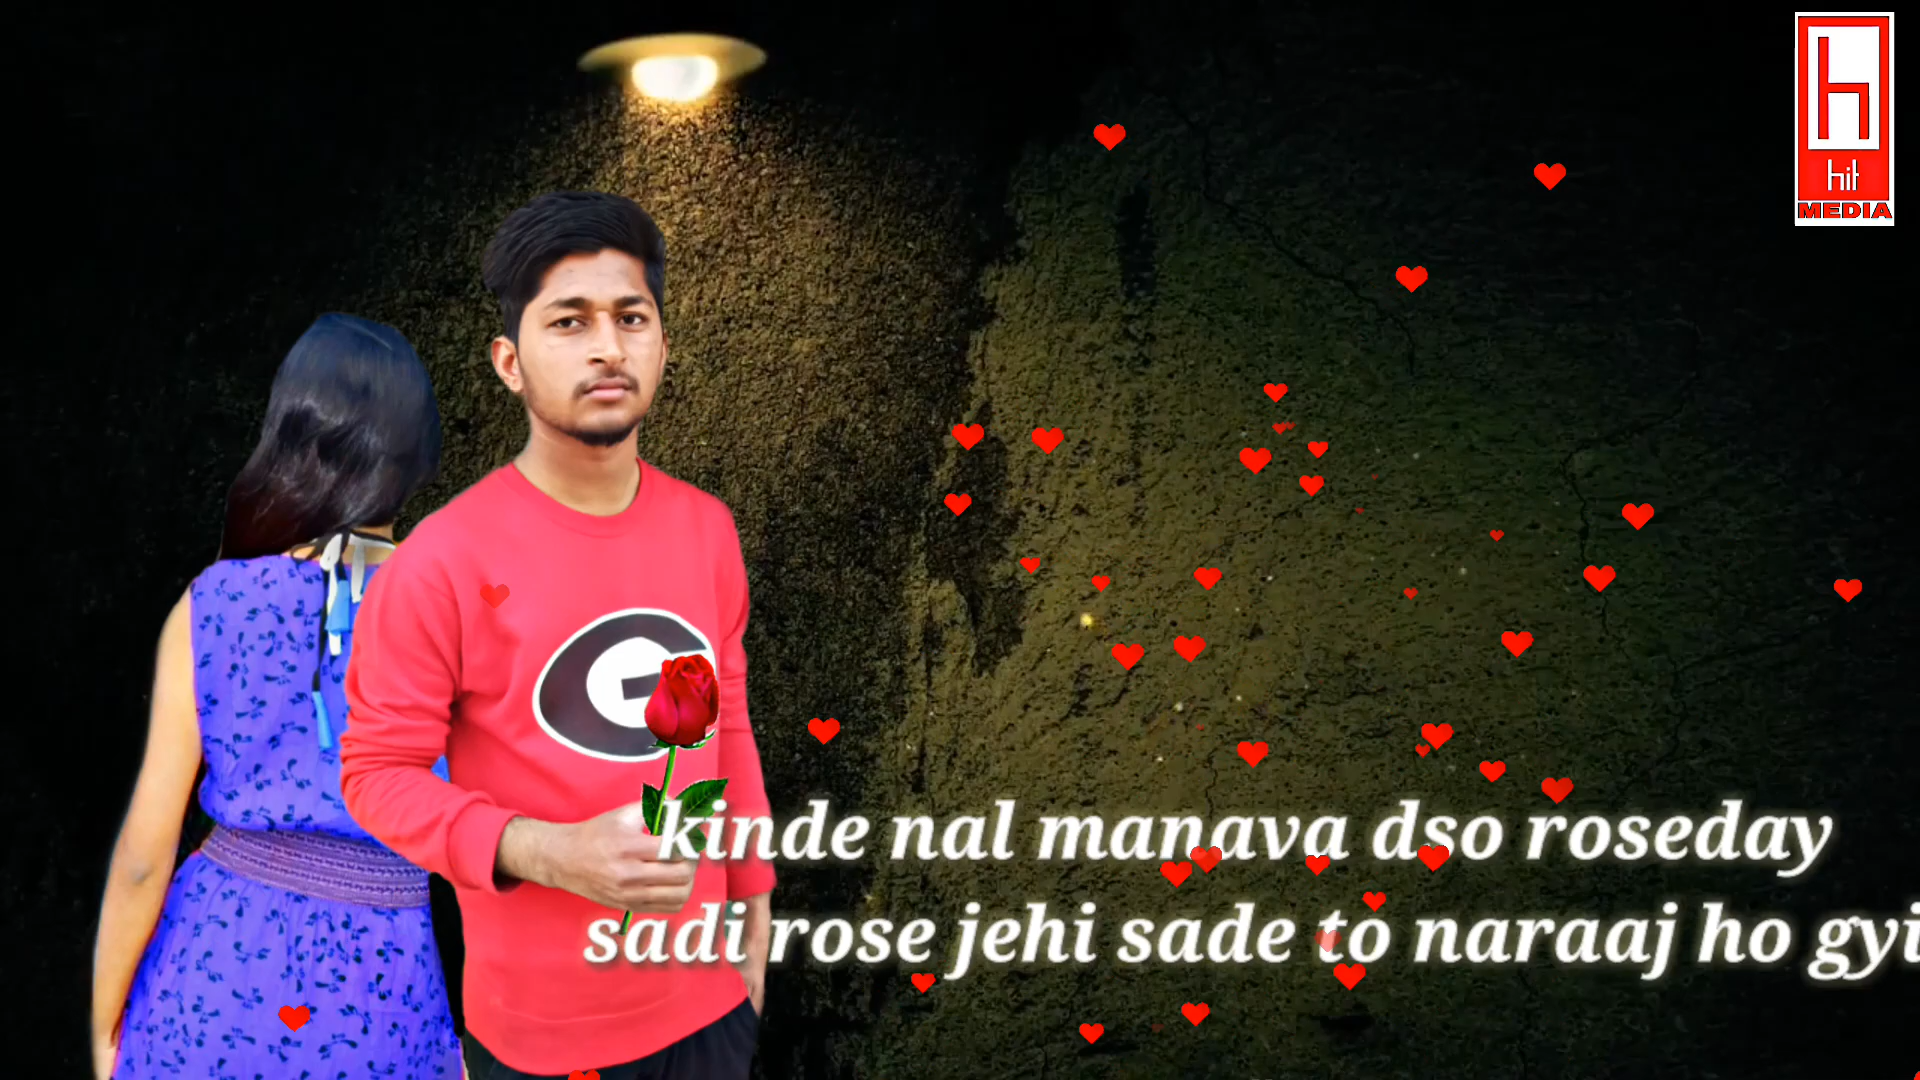 h
hit
MEDIA
G
kinde nal manava dso roseday
sadi rose jehi sade to naraaj ho gyi